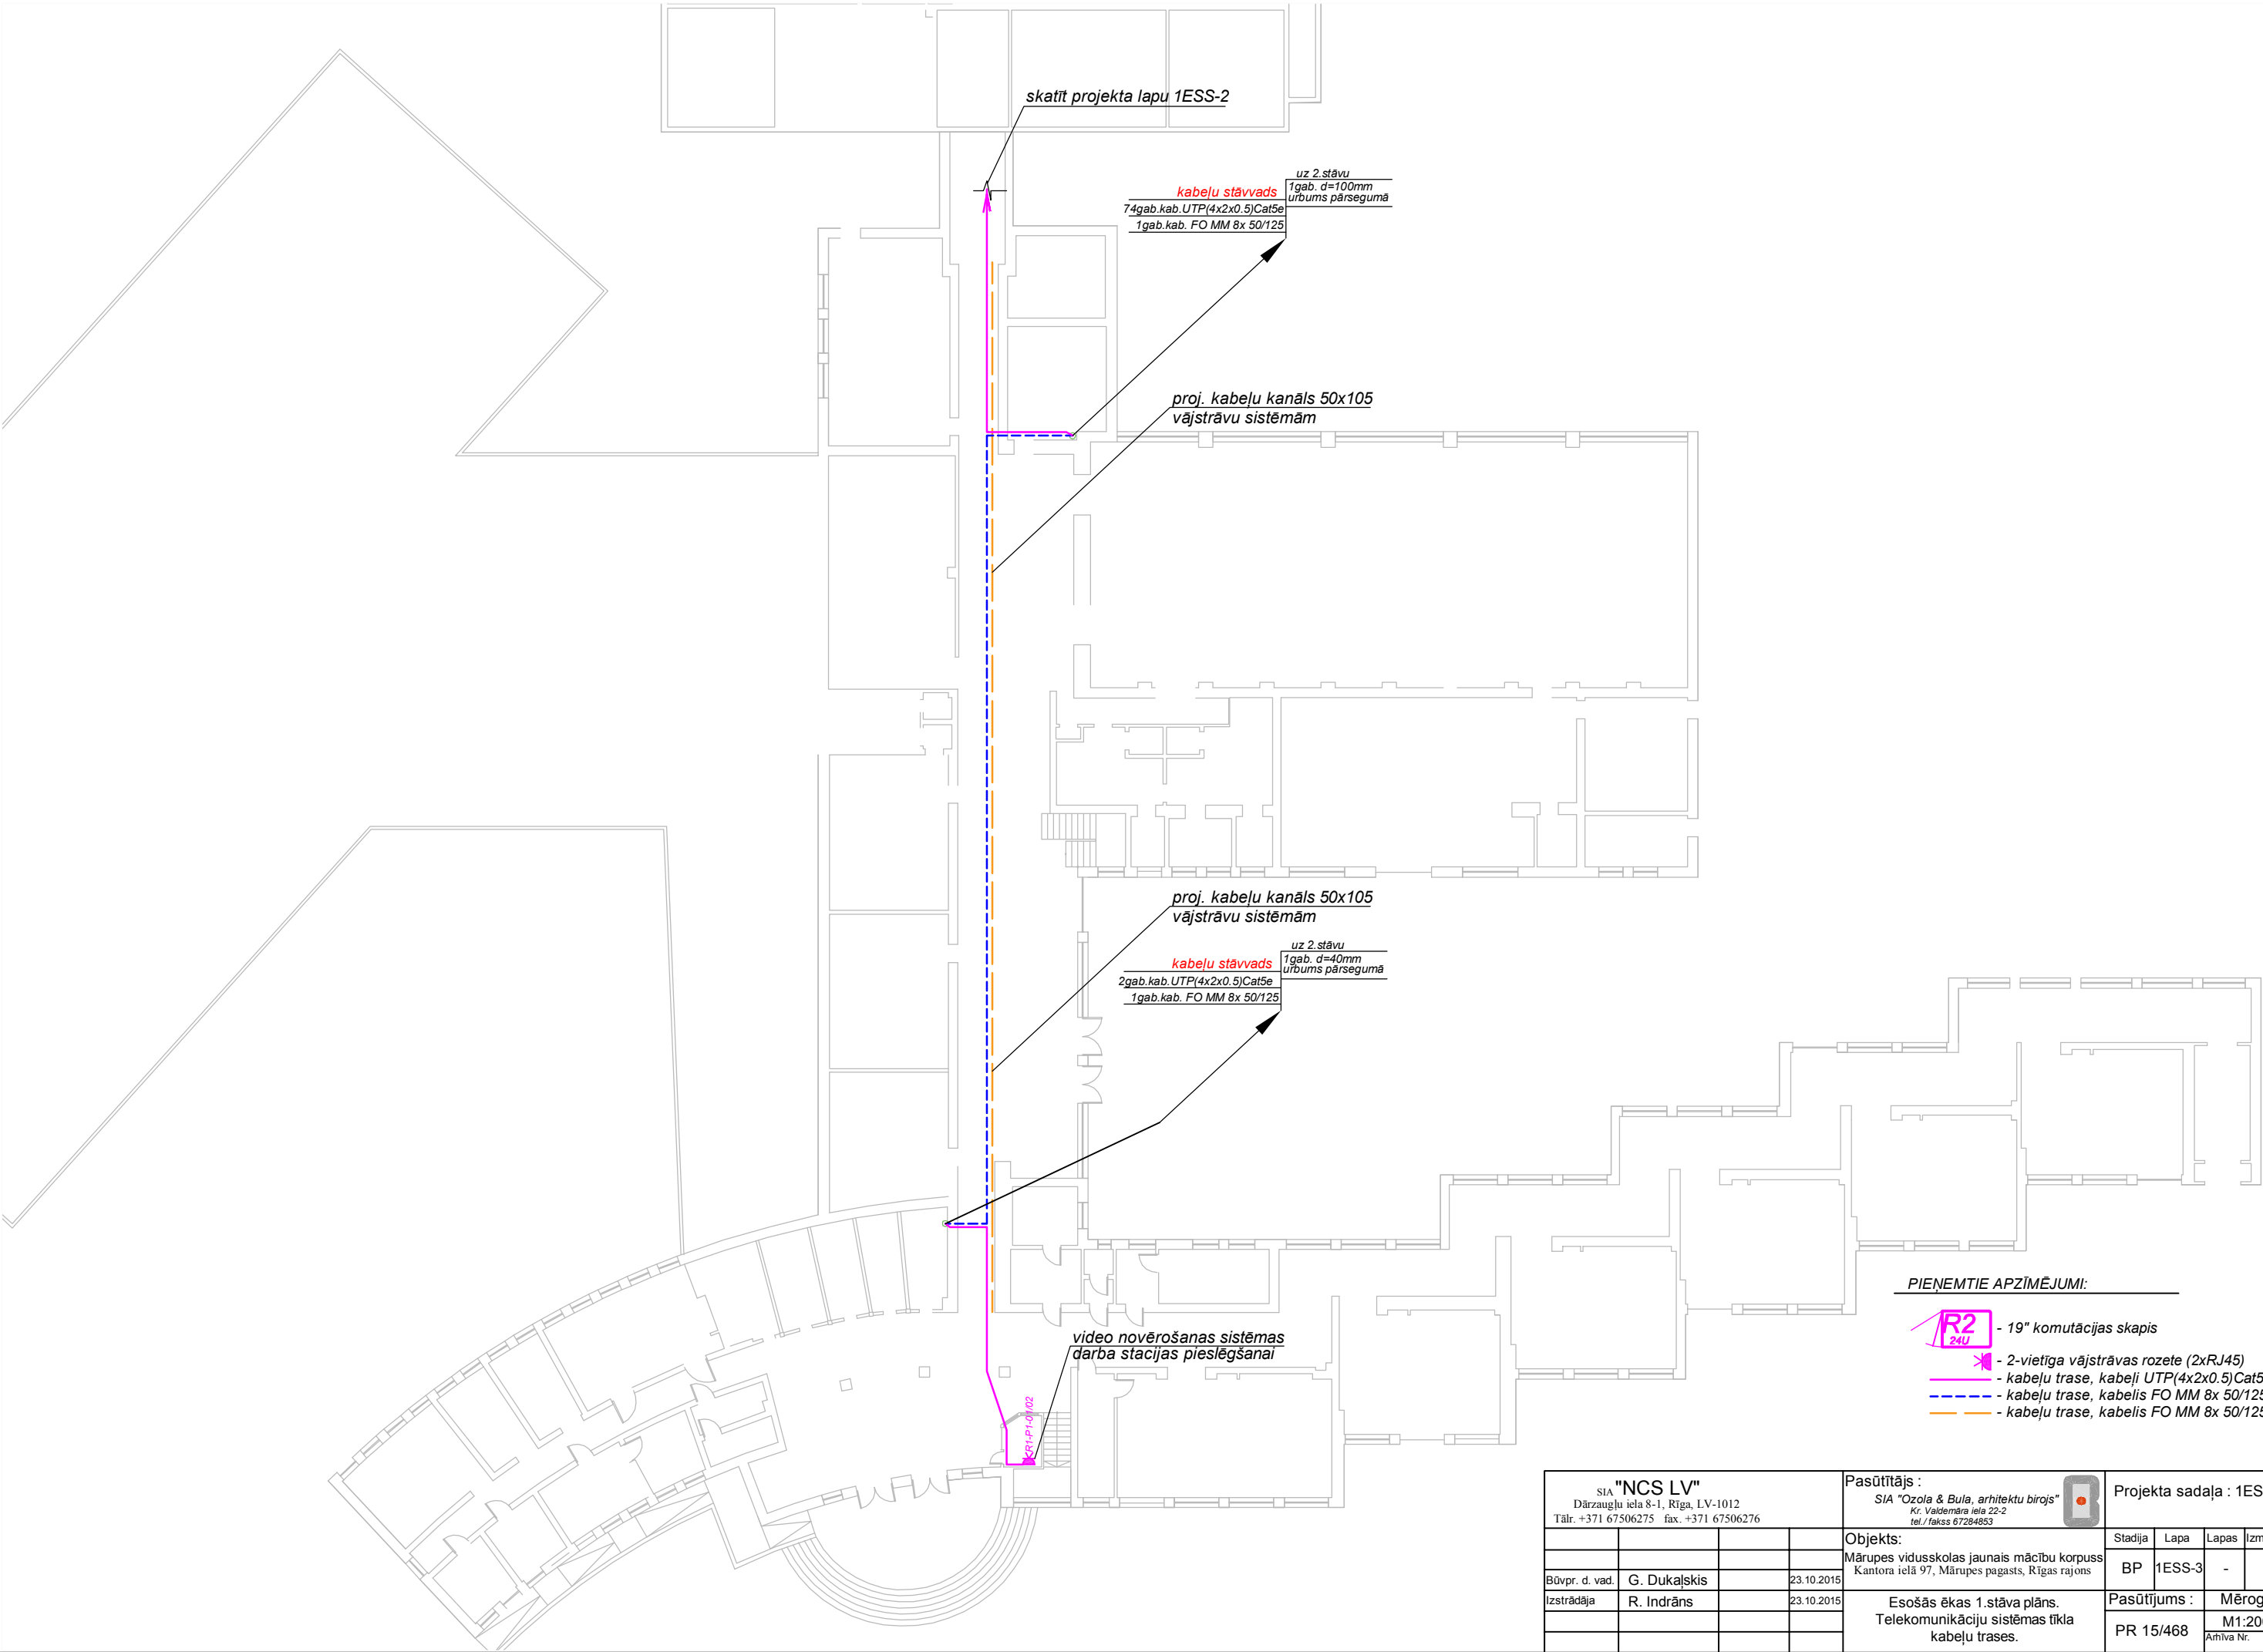 skatīt projekta lapu 1ESS-2
uz 2.stāvu
kabeļu stāvvads
1gab. d=100mm
urbums pārsegumā
74gab.kab.UTP(4x2x0.5)Cat5e
1gab.kab. FO MM 8x 50/125
proj. kabeļu kanāls 50x105
vājstrāvu sistēmām
proj. kabeļu kanāls 50x105
vājstrāvu sistēmām
uz 2.stāvu
kabeļu stāvvads
1gab. d=40mm
urbums pārsegumā
2gab.kab.UTP(4x2x0.5)Cat5e
1gab.kab. FO MM 8x 50/125
video novērošanas sistēmas
darba stacijas pieslēgšanai
R1-P1-01/02
PIEŅEMTIE APZĪMĒJUMI:
R2
24U
- 19" komutācijas skapis
- 2-vietīga vājstrāvas rozete (2xRJ45)
- kabeļu trase, kabeļi UTP(4x2x0.5)Cat5
- kabeļu trase, kabelis FO MM 8x 50/125
- kabeļu trase, kabelis FO MM 8x 50/125
SIA "NCS LV"
Dārzaugļu iela 8-1, Rīga, LV-1012
Tālr. +371 67506275 fax. +371 67506276
Pasūtītājs :
SIA "Ozola & Bula, arhitektu birojs"
Kr. Valdemāra iela 22-2
tel./ fakss 67284853
Projekta sadaļa : 1ES
Objekts:
Mārupes vidusskolas jaunais mācību korpuss
Kantora ielā 97, Mārupes pagasts, Rīgas rajons
Stadija Lapa Lapas Izm
BP 1ESS-3 -
Būvpr. d. vad. G. Dukaļskis 23.10.2015
Izstrādāja R. Indrāns 23.10.2015
Esošās ēkas 1.stāva plāns.
Telekomunikāciju sistēmas tīkla
kabeļu trases.
Pasūtījums : Mērog
PR 15/468 M1:20
Arhīva Nr.